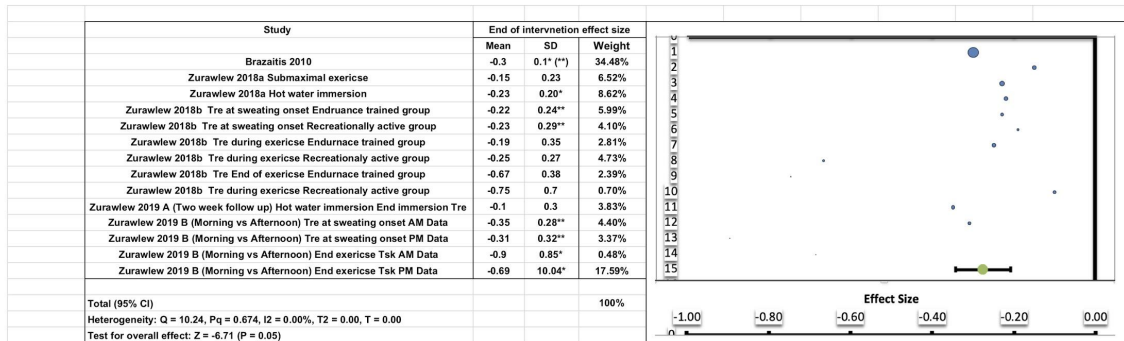 Study End of intervnetion effect size
Mean SD Weight
Brazaitis 2010 -0.3 0.1* (**) 34.48%
Zurawlew 2018a Submaximal exericse -0.15 0.23 6.52%
Zurawlew 2018a Hot water immersion -0.23 0.20* 8.62%
Zurawlew 2018b Tre at sweating onset Endruance trained group -0.22 0.24** 5.99%
Zurawlew 2018b Tre at sweating onset Recreationally active group -0.23 0.29** 4.10%
Zurawlew 2018b Tre during exericse Endurnace trained group -0.19 0.35 2.81%
Zurawlew 2018b Tre during exericse Recreationaly active group -0.25 0.27 4.73%
Zurawlew 2018b Tre End of exericse Endurnace trained group -0.67 0.38 2.39%
Zurawlew 2018b Tre during exericse Recreationaly active group -0.75 0.7 0.70%
Zurawlew 2019 A (Two week follow up) Hot water immersion End immersion Tre -0.1 0.3 3.83%
Zurawlew 2019 B (Morning vs Afternoon) Tre at sweating onset AM Data -0.35 0.28** 4.40%
Zurawlew 2019 B (Morning vs Afternoon) Tre at sweating onset PM Data -0.31 0.32** 3.37%
Zurawlew 2019 B (Morning vs Afternoon) End exericse Tsk AM Data -0.9 0.85* 0.48%
Zurawlew 2019 B (Morning vs Afternoon) End exericse Tsk PM Data -0.69 10.04* 17.59%
Total (95% CI) 100%
Heterogeneity: Q = 10.24, Pq = 0.674, I2 = 0.00%, T2 = 0.00, T = 0.00
Test for overall effect: Z = -6.71 (P = 0.05)
0
1
2
3
4
5
6
7
8
9
10
11
12
13
14
15
Effect Size
-1.00 -0.80 -0.60 -0.40 -0.20 0.00
0